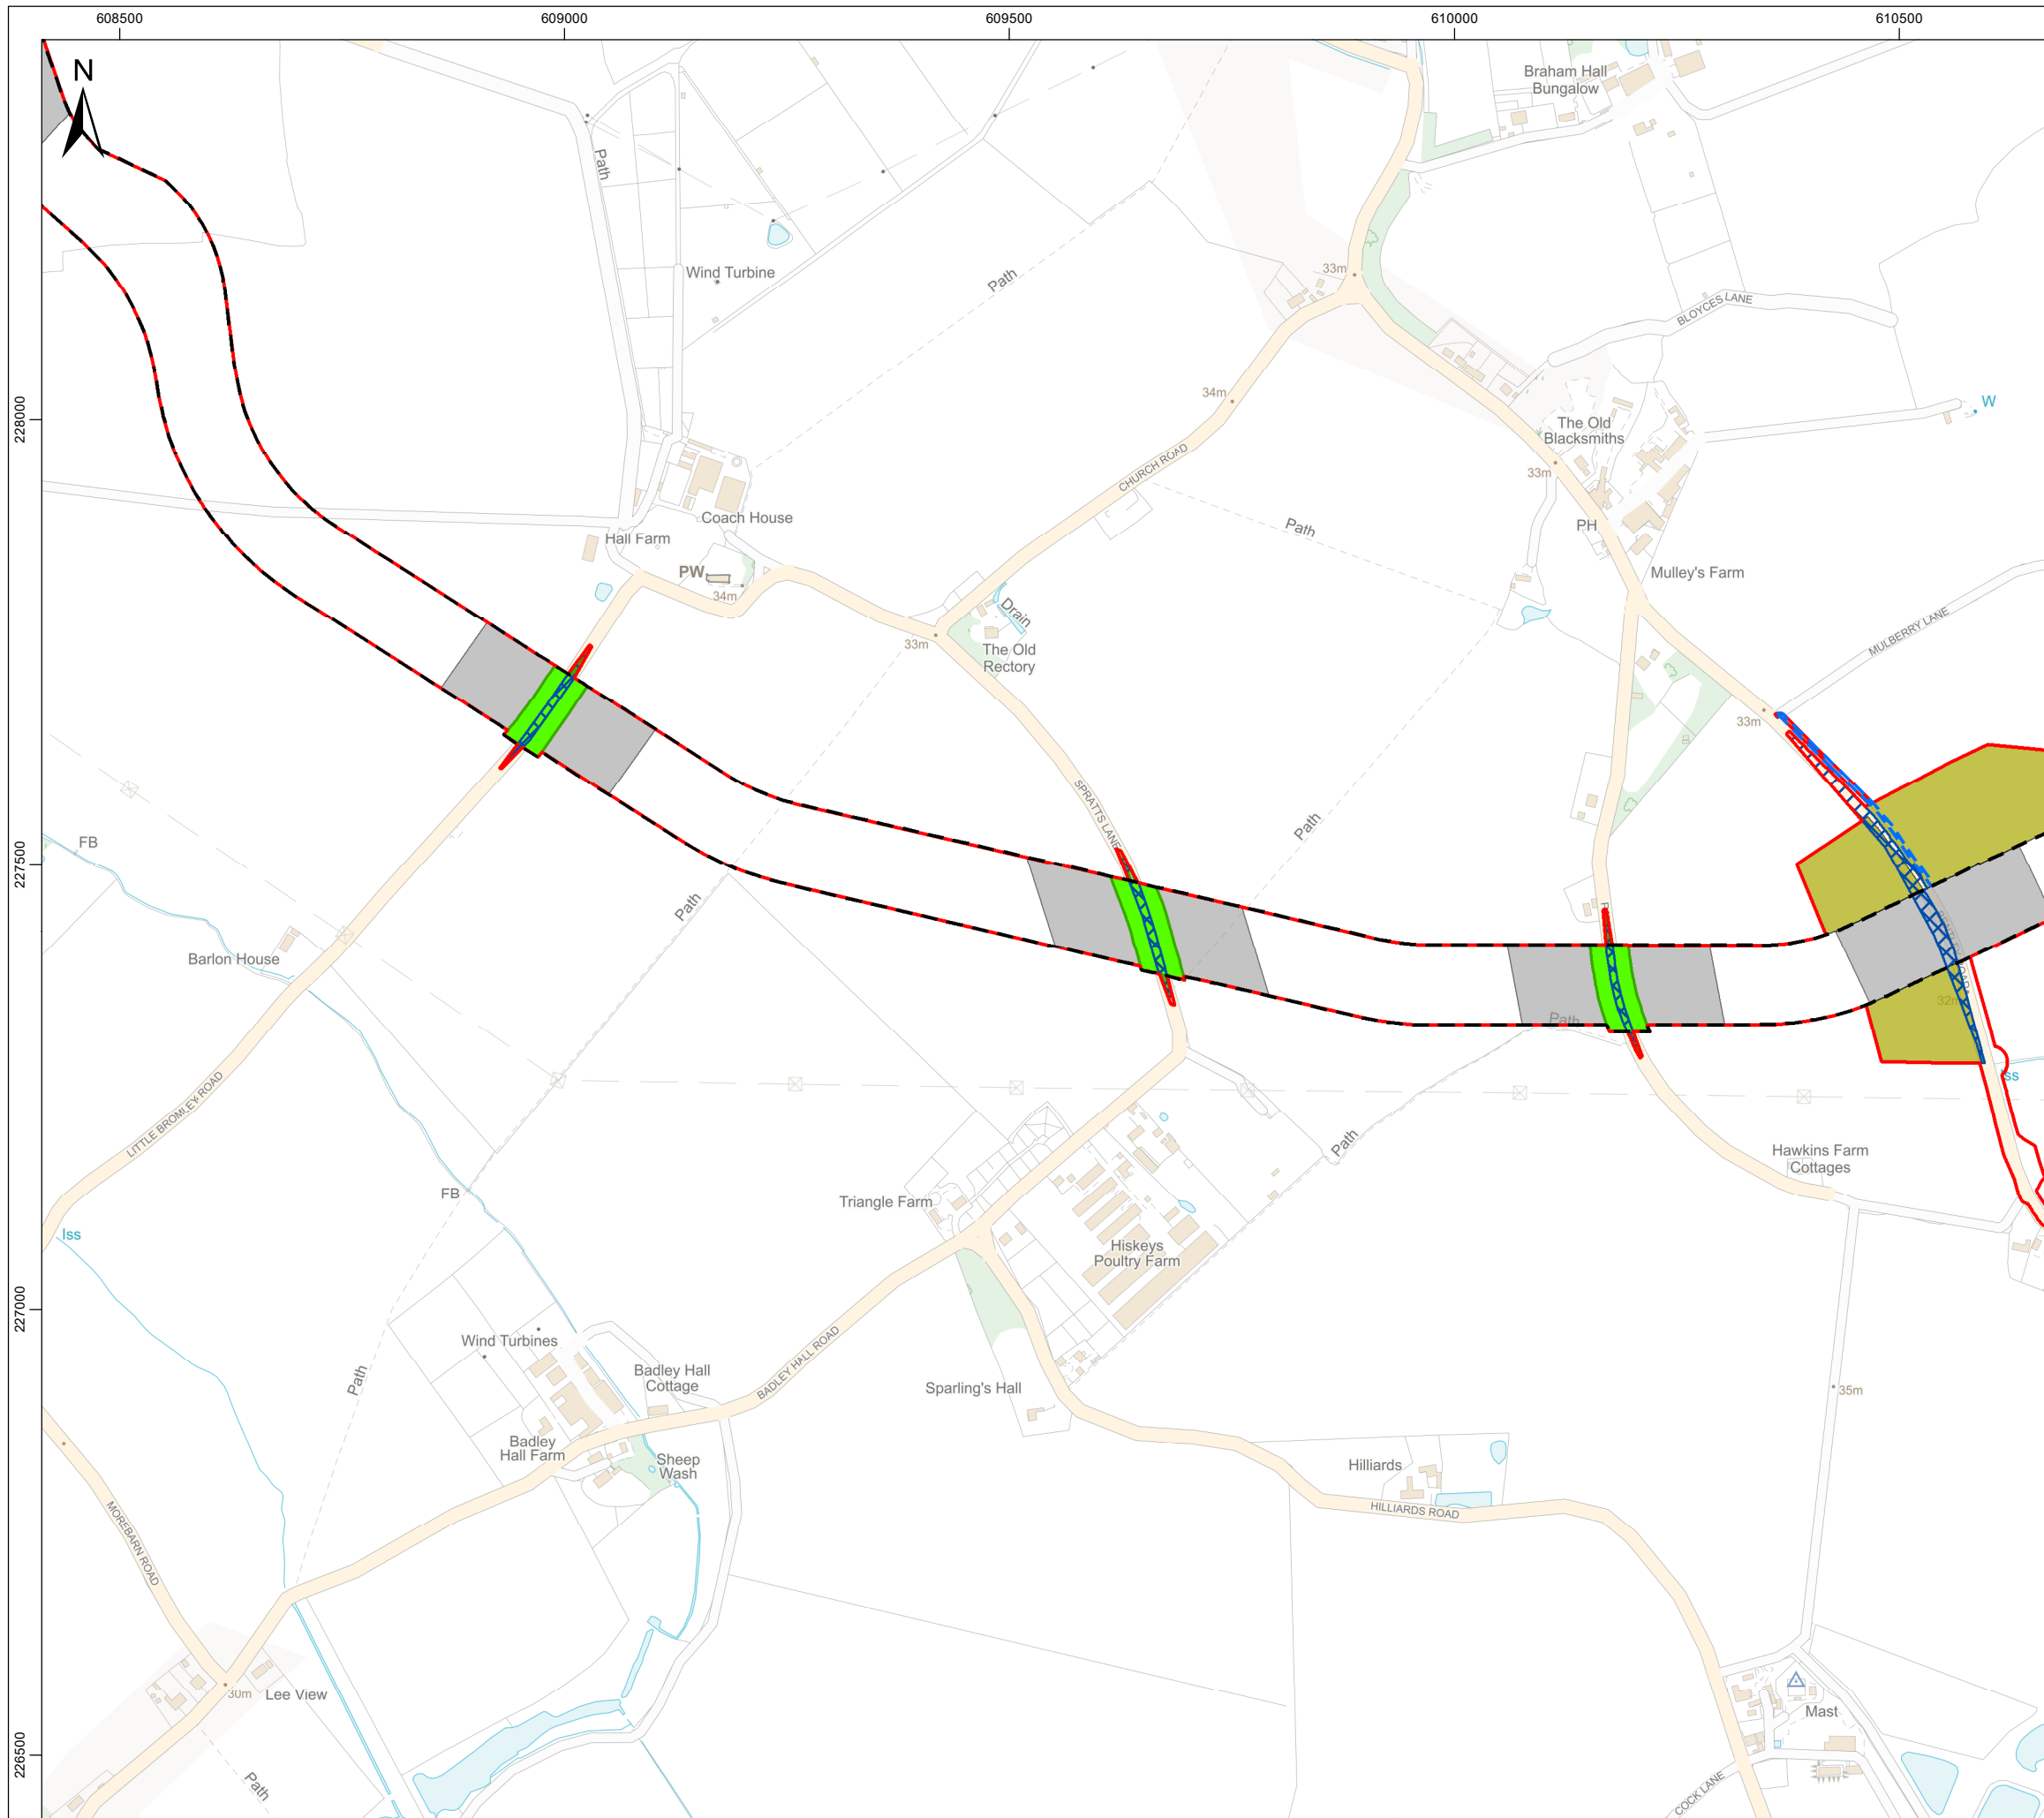 608500
609000
609500
610000
610500
N
Braham Hall
Bungalow
Path
Wind Turbine
Path
33m
BLOYCES LANE
228000
34m
W
The Old
Blacksmiths
33m
CHURCH ROAD
Coach House
Path
PH
Hall Farm
PW
34m
Mulley's Farm
Drain
33m
The Old
Rectory
MULBERRY LANE
33m
SPRATTS LANE
Path
FB
227500
Path
Barlon House
32m
Path
Iss
LITTLE BROMLEY ROAD
Path
Hawkins Farm
Cottages
FB
Triangle Farm
Iss
Hiskeys
Poultry Farm
227000
Wind Turbines
BADLEY HALL ROAD
Badley Hall
Cottage
Path
Sparling's Hall
35m
Badley
Hall Farm
Sheep
Wash
Hilliards
MOREBARN ROAD
HILLIARDS ROAD
30m
Lee View
Mast
226500
Path
COCK LANE